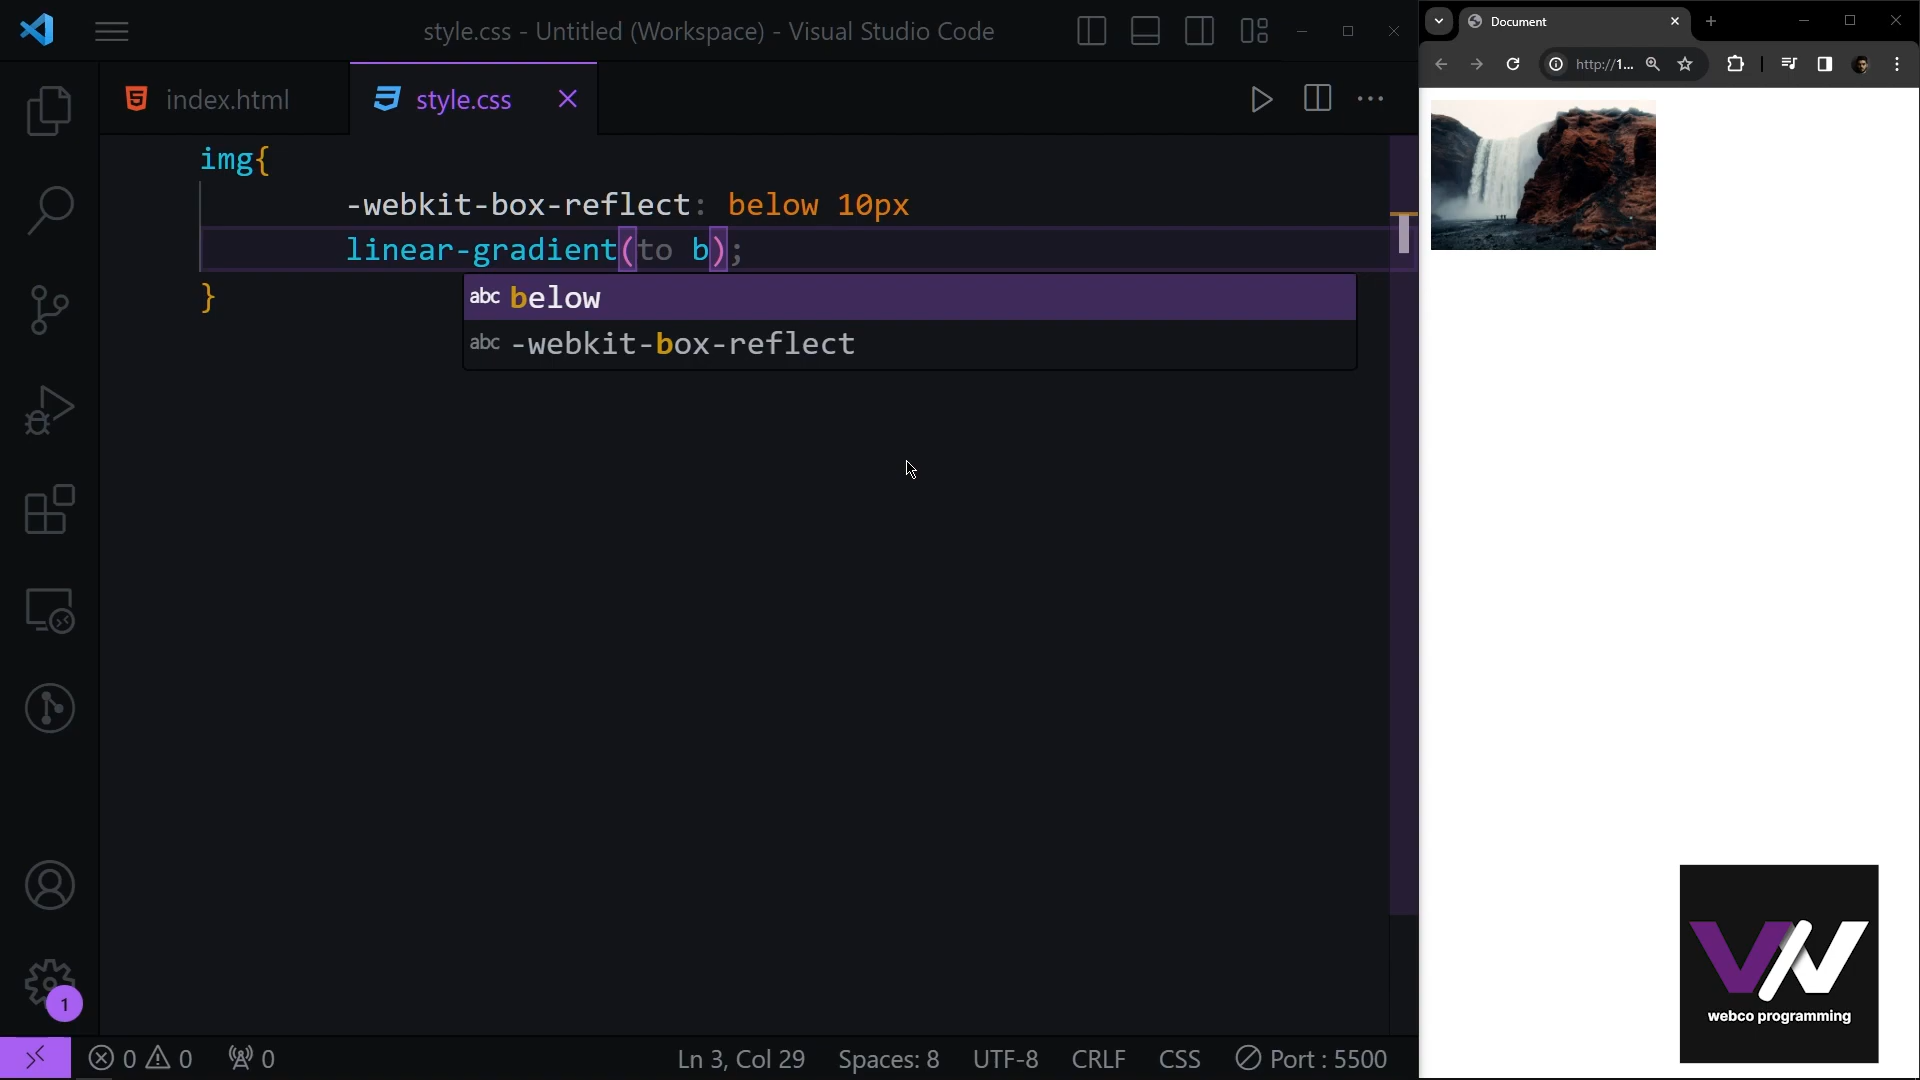 style.css - Untitled (Workspace) - Visual Studio Code
index.html
style.css
img{
-webkit-box-reflect: below 10px
linear-gradient(to b);
}
abc below
abc -webkit-box-reflect
1
0 0 0
Ln 3, Col 29
Spaces: 8
UTF-8
CRLF
CSS
Port : 5500
Document
http://1...
webco programming